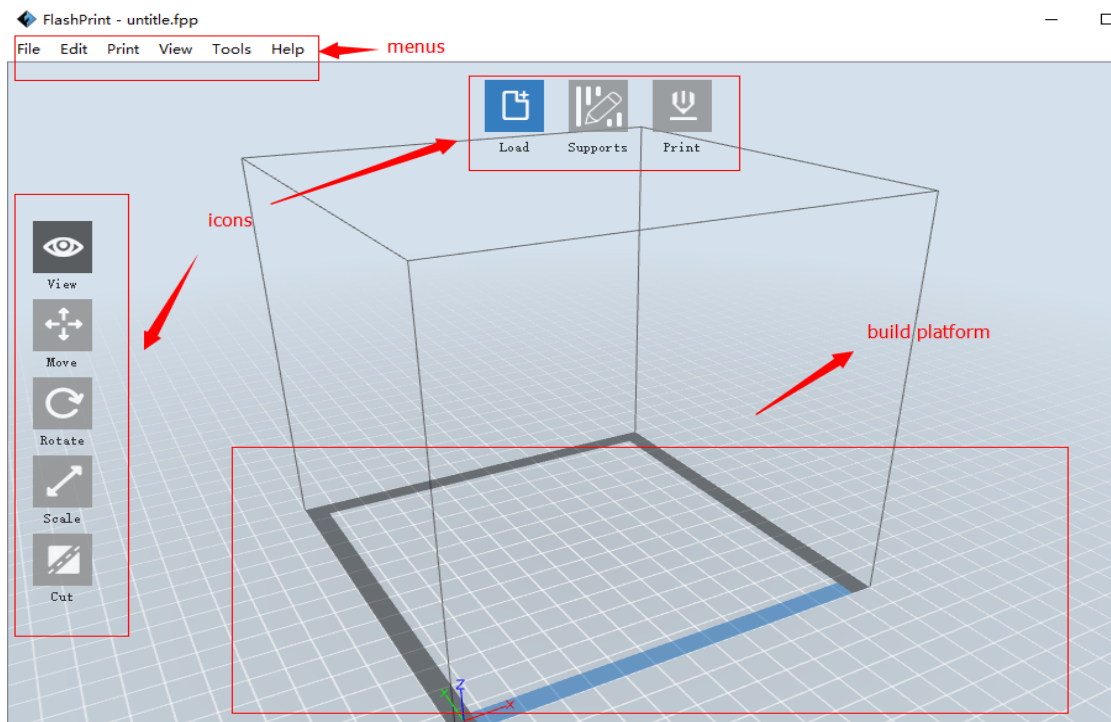 FlashPrint - untitle.fpp
File Edit Print View Tools Help
menus
Load Supports Print
icons
View
Move
build platform
Rotate
Scale
Cut
Z
Y
X